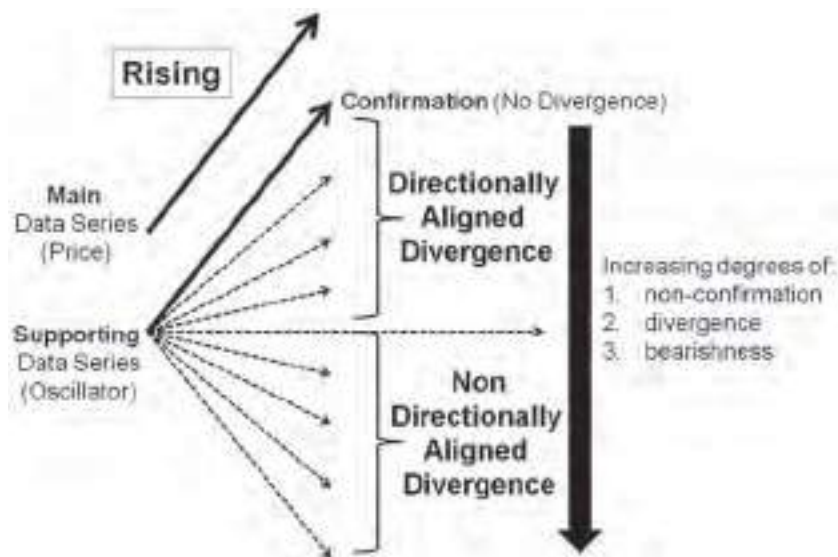 Rising
Confirmation (No Divergence)
Main
Data Series
(Price)
Directionally
Aligned
Divergence
Increasing degrees of:
1. non-confirmation
2. divergence
3. bearishness
Supporting
Data Series
(Oscillator)
Non
Directionally
Aligned
Divergence